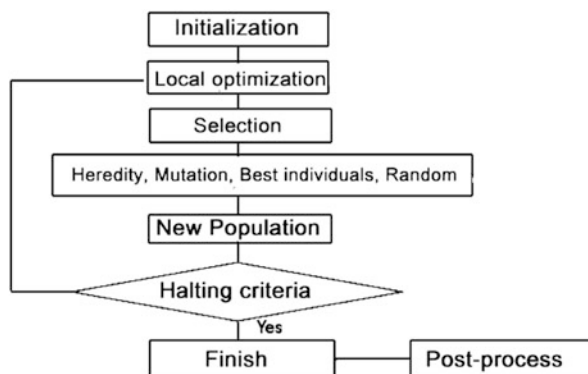 Initialization
Local optimization
Selection
Heredity, Mutation, Best individuals, Random
New Population
Halting criteria
Yes
Finish
Post-process